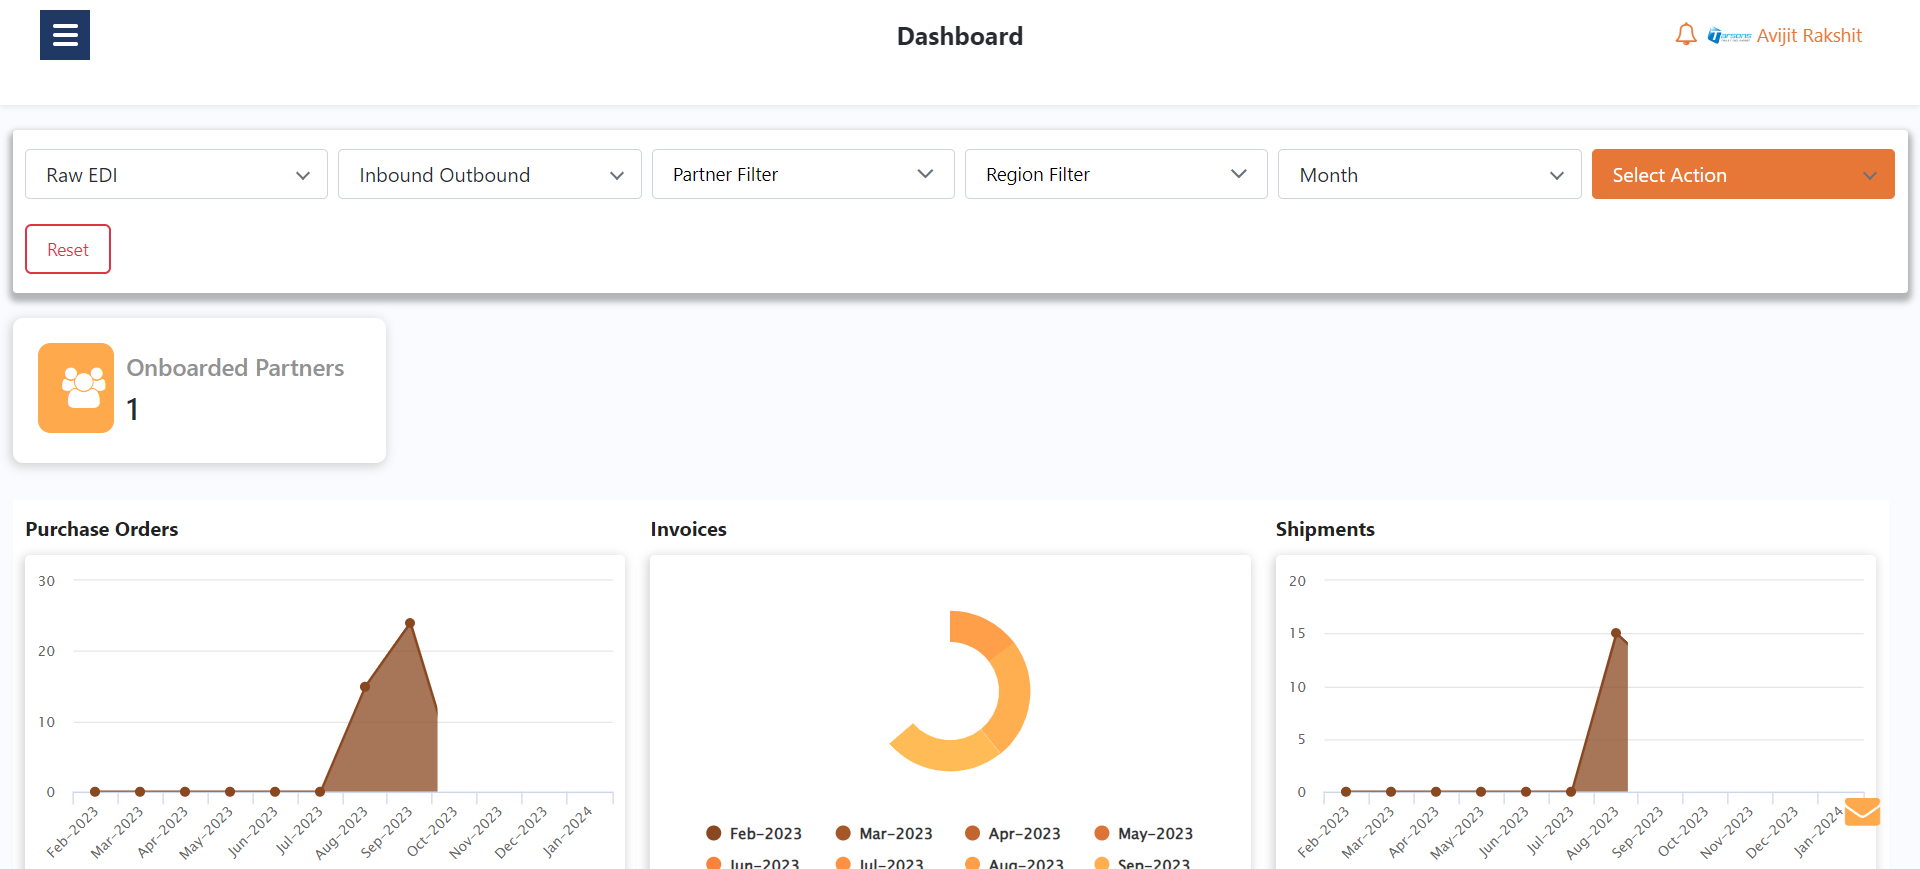 Dashboard
Tarsons
Avijit Rakshit
Raw EDI
Inbound Outbound
Partner Filter
Region Filter
Month
Select Action
Reset
Onboarded Partners
1
Purchase Orders
30
20
10
0
Feb-2023
Mar-2023
Apr-2023
May-2023
Jun-2023
Jul-2023
Aug-2023
Sep-2023
Oct-2023
Nov-2023
Dec-2023
Jan-2024
Invoices
Feb-2023
Mar-2023
Apr-2023
May-2023
Jun-2023
Jul-2023
Aug-2023
Sep-2023
Shipments
20
15
10
5
0
Feb-2023
Mar-2023
Apr-2023
May-2023
Jun-2023
Jul-2023
Aug-2023
Sep-2023
Oct-2023
Nov-2023
Dec-2023
Jan-2024